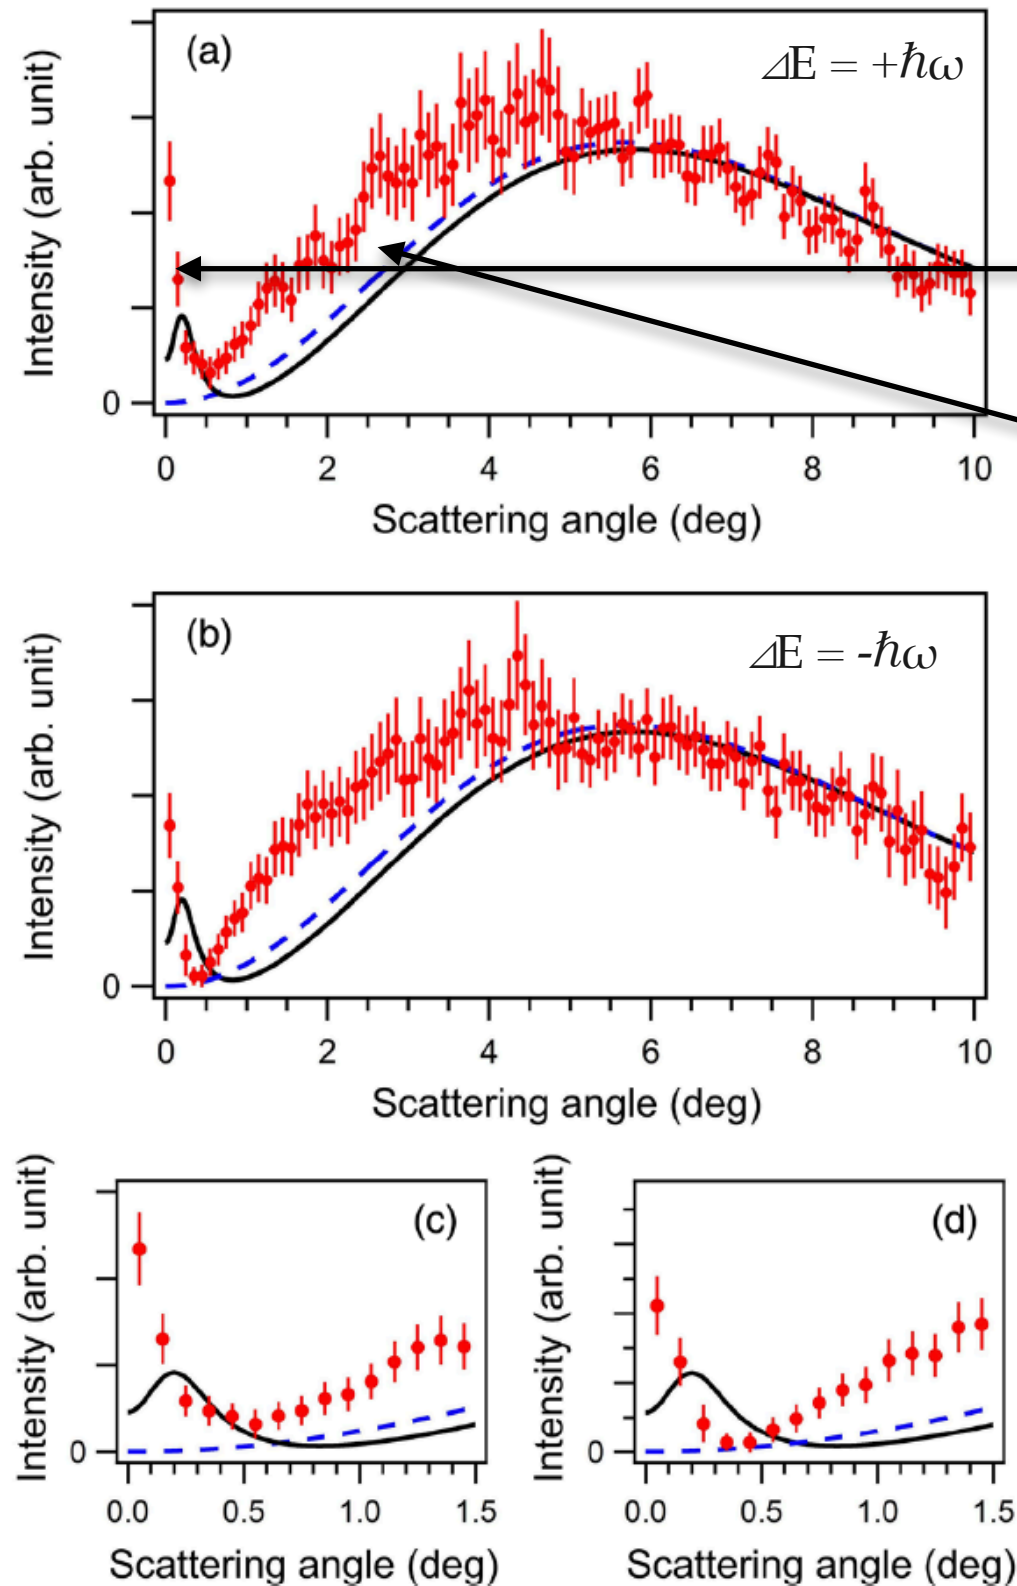 (a)
ΔE = +ℏω
Intensity (arb. unit)
0
0 2 4 6 8 10
Scattering angle (deg)
(b)
ΔE = -ℏω
Intensity (arb. unit)
0
0 2 4 6 8 10
Scattering angle (deg)
(c)
Intensity (arb. unit)
0
0.0 0.5 1.0 1.5
Scattering angle (deg)
(d)
Intensity (arb. unit)
0
0.0 0.5 1.0 1.5
Scattering angle (deg)